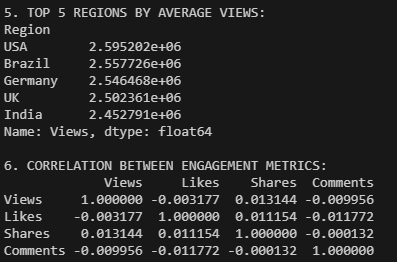 5. TOP 5 REGIONS BY AVERAGE VIEWS:
Region
USA        2.595202e+06
Brazil     2.557726e+06
Germany    2.546468e+06
UK         2.502361e+06
India      2.452791e+06
Name: Views, dtype: float64

6. CORRELATION BETWEEN ENGAGEMENT METRICS:
             Views     Likes    Shares  Comments
Views     1.000000 -0.003177  0.013144 -0.009956
Likes    -0.003177  1.000000  0.011154 -0.011772
Shares    0.013144  0.011154  1.000000 -0.000132
Comments -0.009956 -0.011772 -0.000132  1.000000